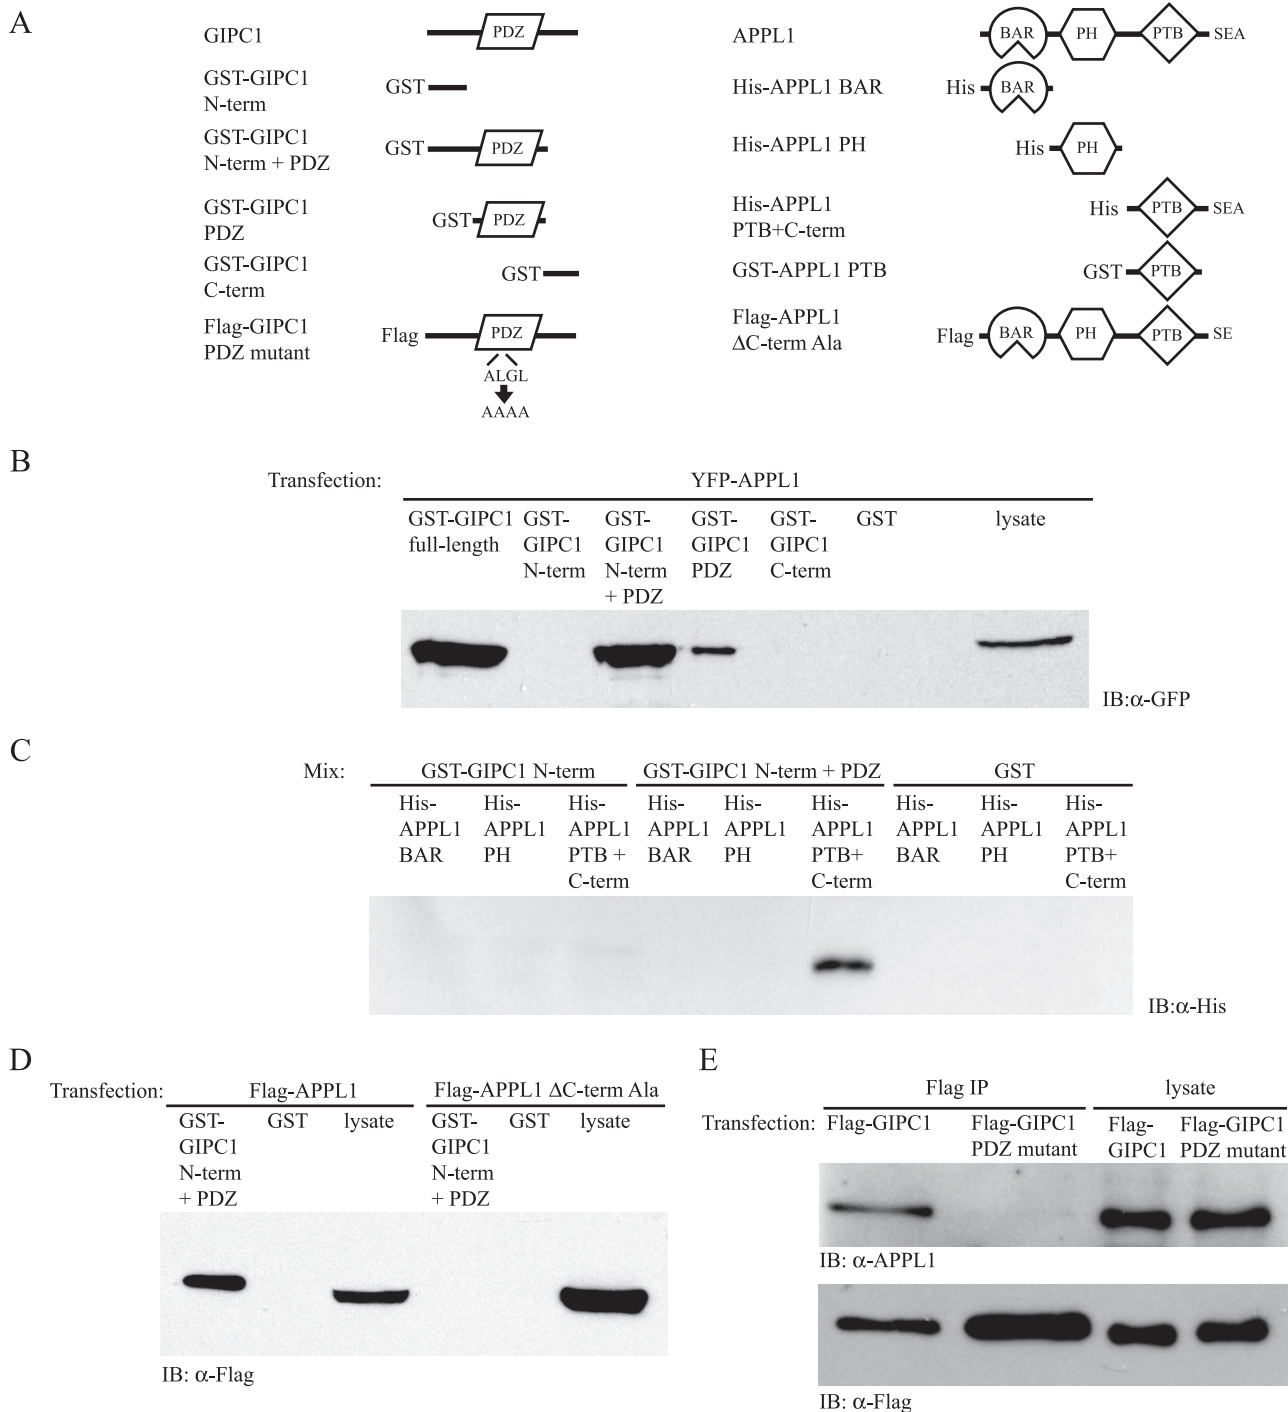 A
GIPC1
PDZ
GST-GIPC1
N-term
GST
GST-GIPC1
N-term + PDZ
GST
PDZ
GST-GIPC1
PDZ
GST
PDZ
GST-GIPC1
C-term
GST
Flag-GIPC1
PDZ mutant
Flag
PDZ
ALGL
AAAA
APPL1
BAR
PH
PTB
SEA
His-APPL1 BAR
His
BAR
His-APPL1 PH
His
PH
His-APPL1
PTB+C-term
His
PTB
SEA
GST-APPL1 PTB
GST
PTB
Flag-APPL1
ΔC-term Ala
Flag
BAR
PH
PTB
SE
B
Transfection:
YFP-APPL1
GST-GIPC1
full-length
GST-
GIPC1
N-term
GST-
GIPC1
N-term
+ PDZ
GST-
GIPC1
PDZ
GST-
GIPC1
C-term
GST
lysate
IB:α-GFP
C
Mix:
GST-GIPC1 N-term
GST-GIPC1 N-term + PDZ
GST
His-
APPL1
BAR
His-
APPL1
PH
His-
APPL1
PTB +
C-term
His-
APPL1
BAR
His-
APPL1
PH
His-
APPL1
PTB+
C-term
His-
APPL1
BAR
His-
APPL1
PH
His-
APPL1
PTB+
C-term
IB:α-His
D
Transfection:
Flag-APPL1
Flag-APPL1 ΔC-term Ala
GST-
GIPC1
N-term
+ PDZ
GST
lysate
GST-
GIPC1
N-term
+ PDZ
GST
lysate
IB: α-Flag
E
Flag IP
lysate
Transfection:
Flag-GIPC1
Flag-GIPC1
PDZ mutant
Flag-
GIPC1
Flag-GIPC1
PDZ mutant
IB: α-APPL1
IB: α-Flag